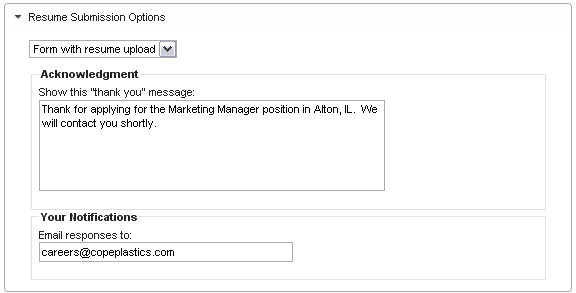 Resume Submission Options
Form with resume upload
Acknowledgment
Show this "thank you" message:
Thank for applying for the Marketing Manager position in Alton, IL.  We
will contact you shortly.
Your Notifications
Email responses to:
careers@copeplastics.com